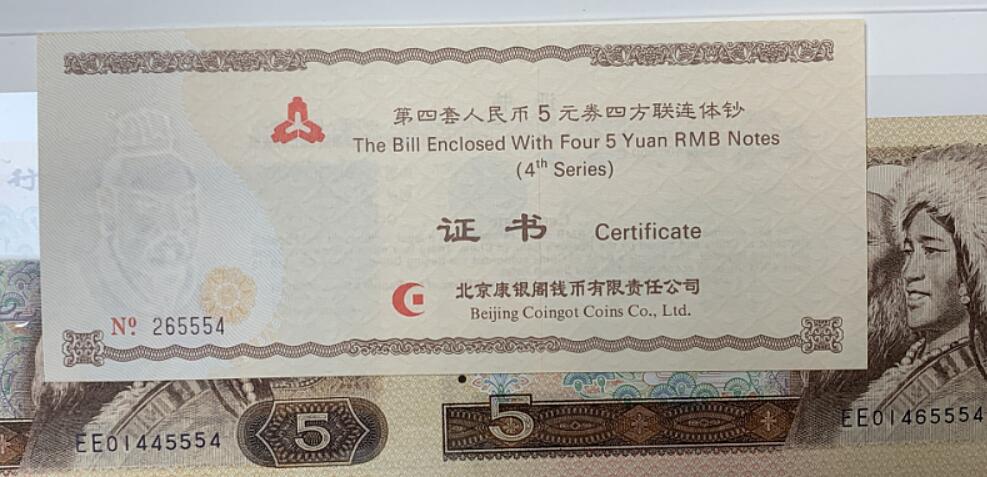 第四套人民币5元券四方联连体钞
The Bill Enclosed With Four 5 Yuan RMB Notes
(4th Series)
证书 Certificate
北京康银阁钱币有限责任公司
Beijing Coingot Coins Co., Ltd.
Nº 265554
行
5
5
EE01445554
EE01465554